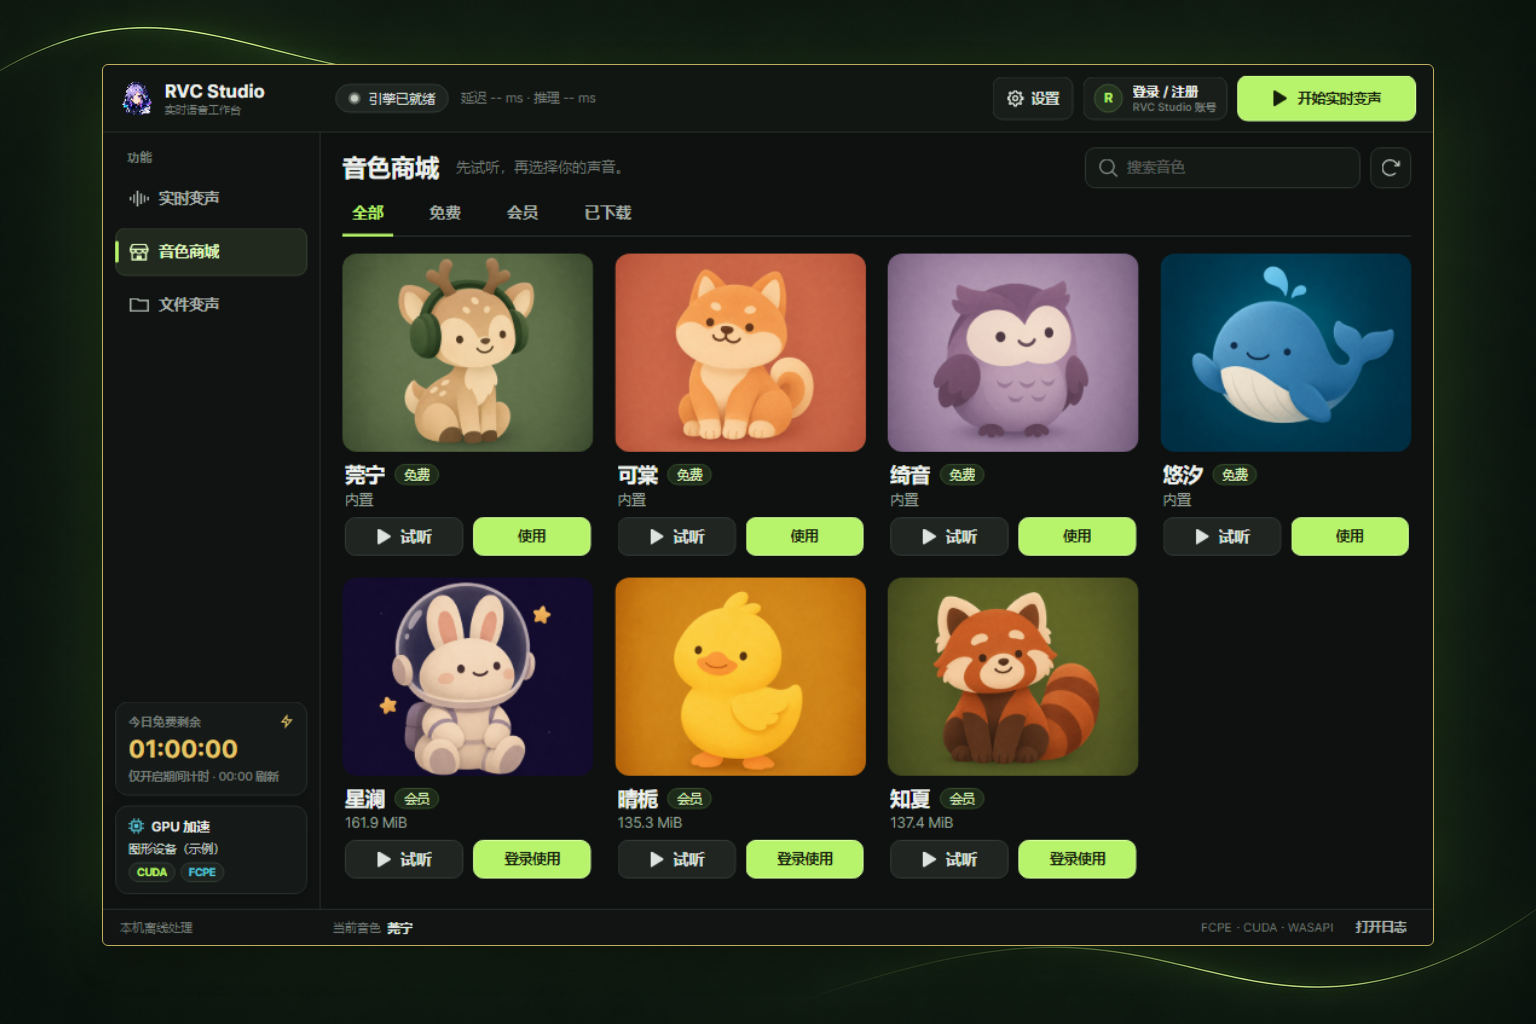 RVC Studio
实时语音工作台
引擎已就绪
延迟 -- ms · 推理 -- ms
设置
R
登录 / 注册
RVC Studio 账号
开始实时变声
功能
实时变声
音色商城
文件变声
音色商城
先试听，再选择你的声音。
搜索音色
全部 免费 会员 已下载
莞宁 免费
内置
试听 使用
可棠 免费
内置
试听 使用
绮音 免费
内置
试听 使用
悠汐 免费
内置
试听 使用
星澜 会员
161.9 MiB
试听 登录使用
晴栀 会员
135.3 MiB
试听 登录使用
知夏 会员
137.4 MiB
试听 登录使用
今日免费剩余
01:00:00
仅开启期间计时 · 00:00 刷新
GPU 加速
图形设备（示例）
CUDA FCPE
本机离线处理
当前音色 莞宁
FCPE · CUDA · WASAPI
打开日志